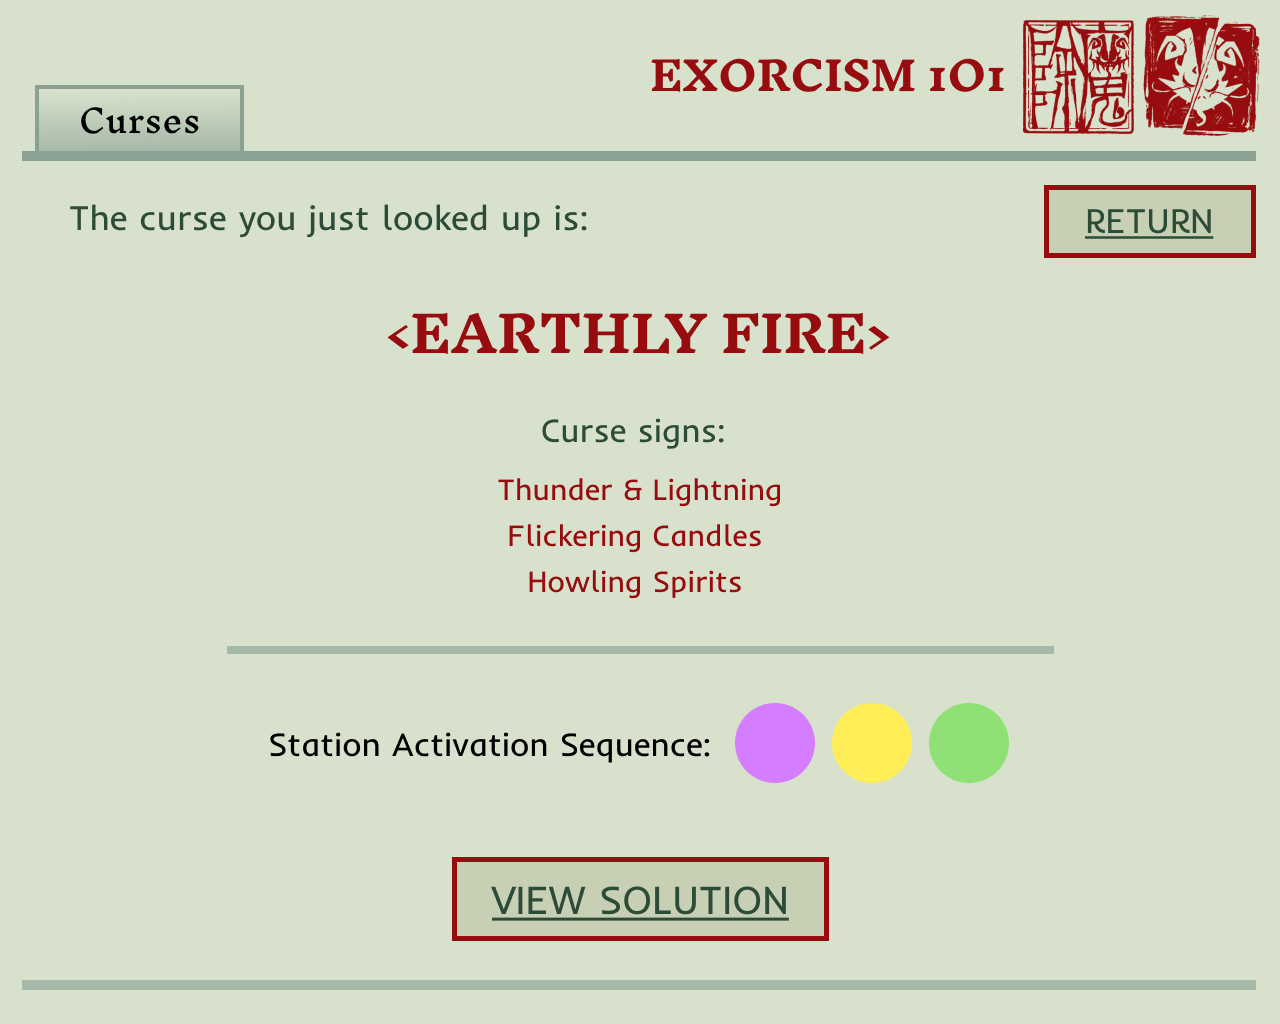 EXORCISM 101
Curses
The curse you just looked up is:
RETURN
<EARTHLY FIRE>
Curse signs:
Thunder & Lightning
Flickering Candles
Howling Spirits
Station Activation Sequence:
VIEW SOLUTION